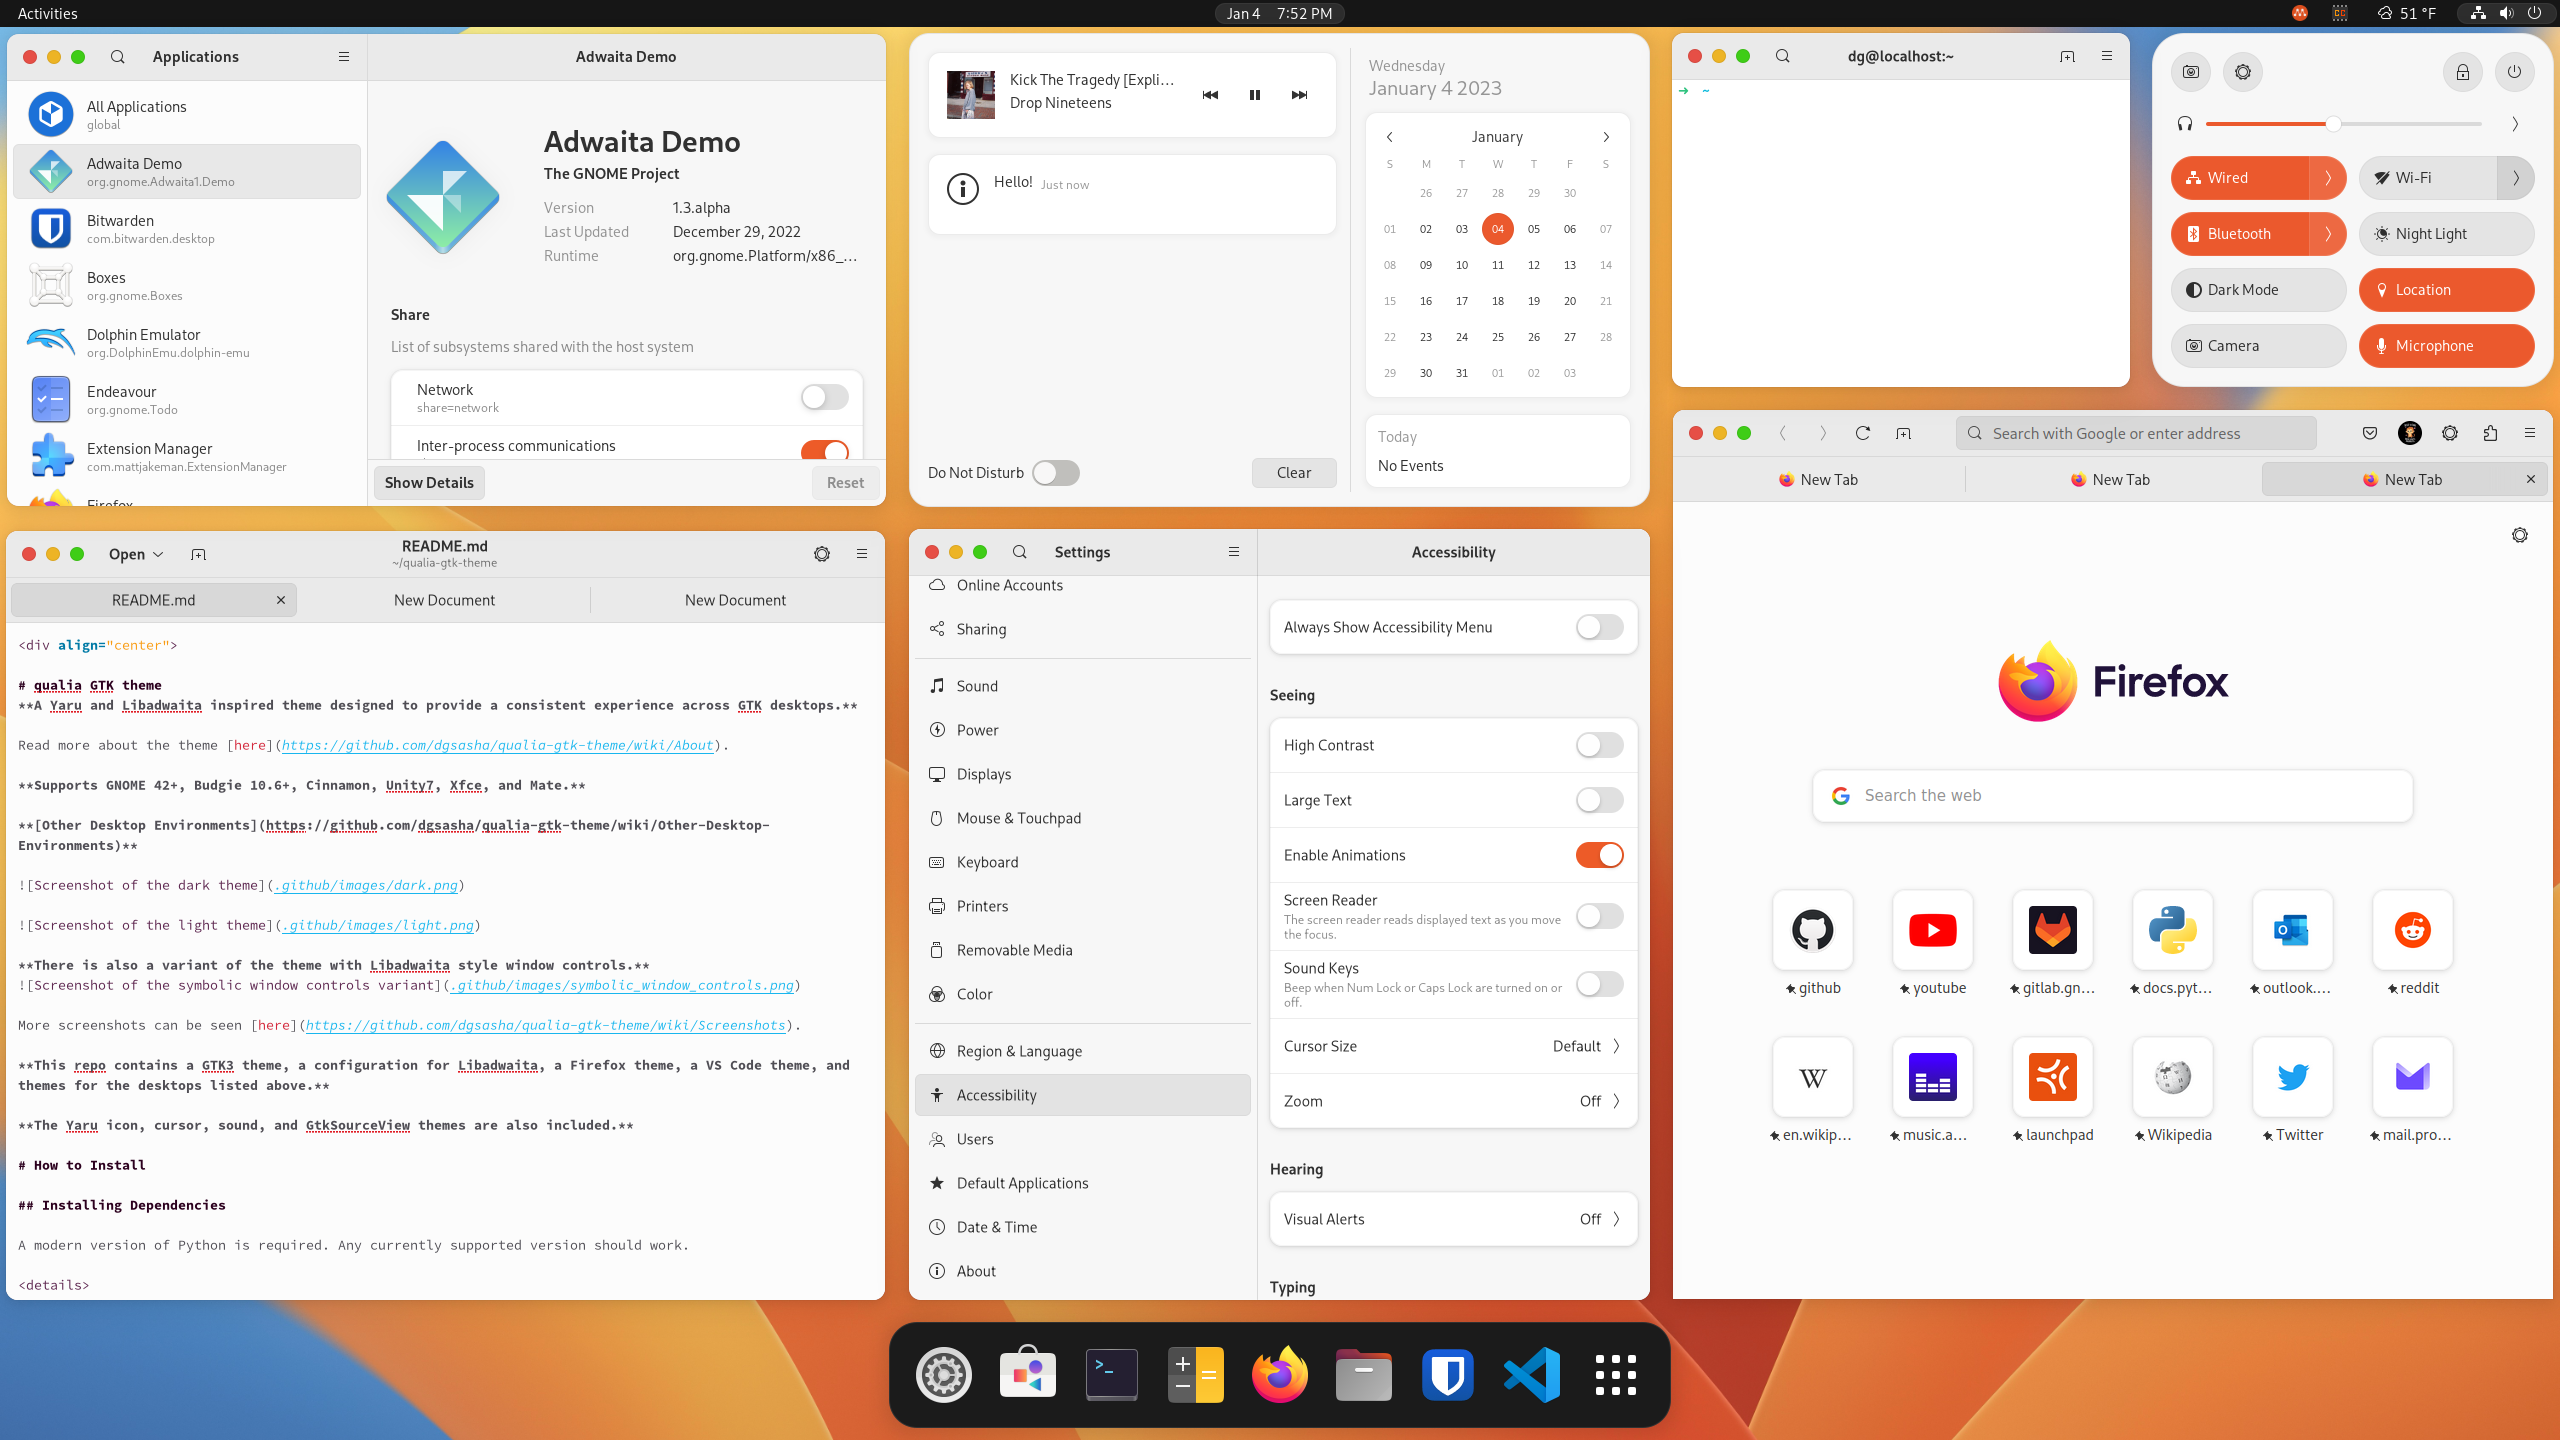 Activities
Jan 4 7:52 PM
51 °F
Applications
Adwaita Demo
All Applications
global
Adwaita Demo
org.gnome.Adwaita1.Demo
Bitwarden
com.bitwarden.desktop
Boxes
org.gnome.Boxes
Dolphin Emulator
org.DolphinEmu.dolphin-emu
Endeavour
org.gnome.Todo
Extension Manager
com.mattjakeman.ExtensionManager
Firefox
Adwaita Demo
The GNOME Project
Version 1.3.alpha
Last Updated December 29, 2022
Runtime org.gnome.Platform/x86_...
Share
List of subsystems shared with the host system
Network
share=network
Inter-process communications
Show Details
Reset
Kick The Tragedy [Expli...
Drop Nineteens
Hello! Just now
Do Not Disturb
Clear
Wednesday
January 4 2023
January
S M T W T F S
26 27 28 29 30
01 02 03 04 05 06 07
08 09 10 11 12 13 14
15 16 17 18 19 20 21
22 23 24 25 26 27 28
29 30 31 01 02 03
Today
No Events
dg@localhost:~
➜ ~
Wired
Wi-Fi
Bluetooth
Night Light
Dark Mode
Location
Camera
Microphone
Open
README.md
~/qualia-gtk-theme
README.md
New Document
New Document
<div align="center">
# qualia GTK theme
**A Yaru and Libadwaita inspired theme designed to provide a consistent experience across GTK desktops.**
Read more about the theme [here](https://github.com/dgsasha/qualia-gtk-theme/wiki/About).
**Supports GNOME 42+, Budgie 10.6+, Cinnamon, Unity7, Xfce, and Mate.**
**[Other Desktop Environments](https://github.com/dgsasha/qualia-gtk-theme/wiki/Other-Desktop-
Environments)**
![Screenshot of the dark theme](.github/images/dark.png)
![Screenshot of the light theme](.github/images/light.png)
**There is also a variant of the theme with Libadwaita style window controls.**
![Screenshot of the symbolic window controls variant](.github/images/symbolic_window_controls.png)
More screenshots can be seen [here](https://github.com/dgsasha/qualia-gtk-theme/wiki/Screenshots).
**This repo contains a GTK3 theme, a configuration for Libadwaita, a Firefox theme, a VS Code theme, and
themes for the desktops listed above.**
**The Yaru icon, cursor, sound, and GtkSourceView themes are also included.**
# How to Install
## Installing Dependencies
A modern version of Python is required. Any currently supported version should work.
<details>
Settings
Accessibility
Online Accounts
Sharing
Sound
Power
Displays
Mouse & Touchpad
Keyboard
Printers
Removable Media
Color
Region & Language
Accessibility
Users
Default Applications
Date & Time
About
Always Show Accessibility Menu
Seeing
High Contrast
Large Text
Enable Animations
Screen Reader
The screen reader reads displayed text as you move
the focus.
Sound Keys
Beep when Num Lock or Caps Lock are turned on or
off.
Cursor Size Default
Zoom Off
Hearing
Visual Alerts Off
Typing
Search with Google or enter address
New Tab
New Tab
New Tab
Firefox
Search the web
github
youtube
gitlab.gn...
docs.pyt...
outlook....
reddit
W
en.wikip...
music.a...
launchpad
Wikipedia
Twitter
mail.pro...